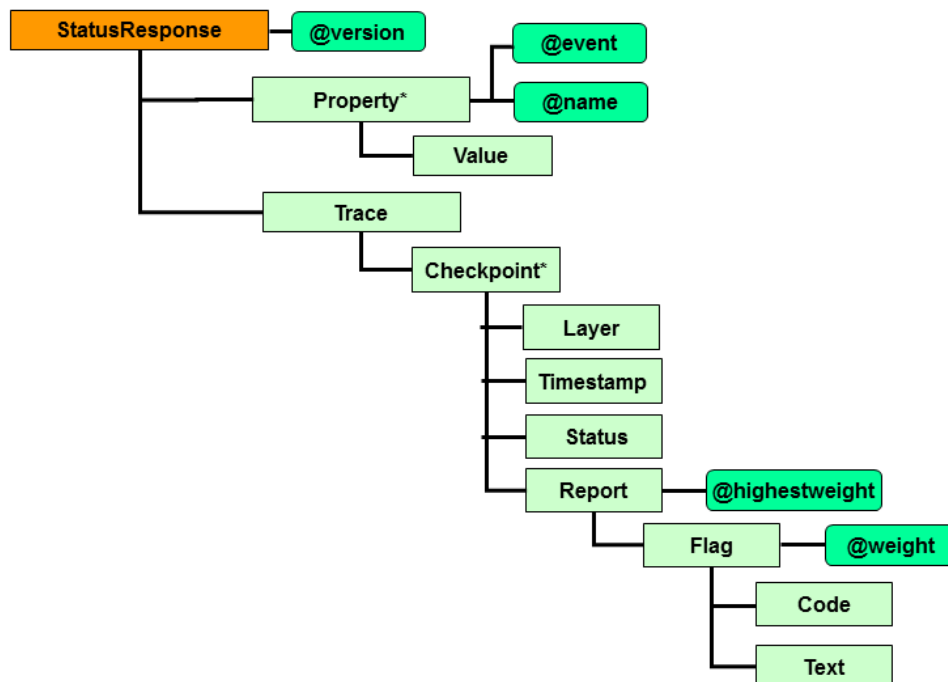 StatusResponse
@version
@event
Property*
@name
Value
Trace
Checkpoint*
Layer
Timestamp
Status
Report
@highestweight
Flag
@weight
Code
Text